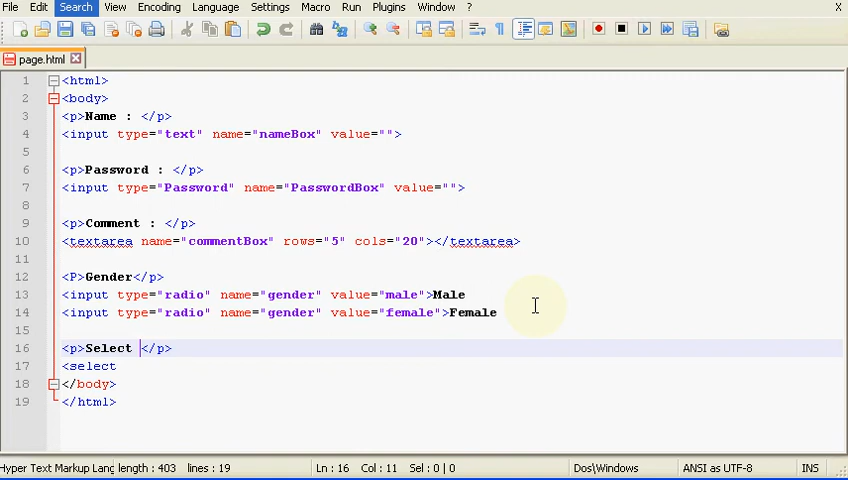 File Edit Search View Encoding Language Settings Macro Run Plugins Window ? X
page.html
1 <html>
2 <body>
3 <p>Name : </p>
4 <input type="text" name="nameBox" value="">
5
6 <p>Password : </p>
7 <input type="Password" name="PasswordBox" value="">
8
9 <p>Comment : </p>
10 <textarea name="commentBox" rows="5" cols="20"></textarea>
11
12 <P>Gender</p>
13 <input type="radio" name="gender" value="male">Male
14 <input type="radio" name="gender" value="female">Female
15
16 <p>Select </p>
17 <select
18 </body>
19 </html>
Hyper Text Markup Lang length : 403 lines : 19 Ln : 16 Col : 11 Sel : 0 | 0 Dos\Windows ANSI as UTF-8 INS